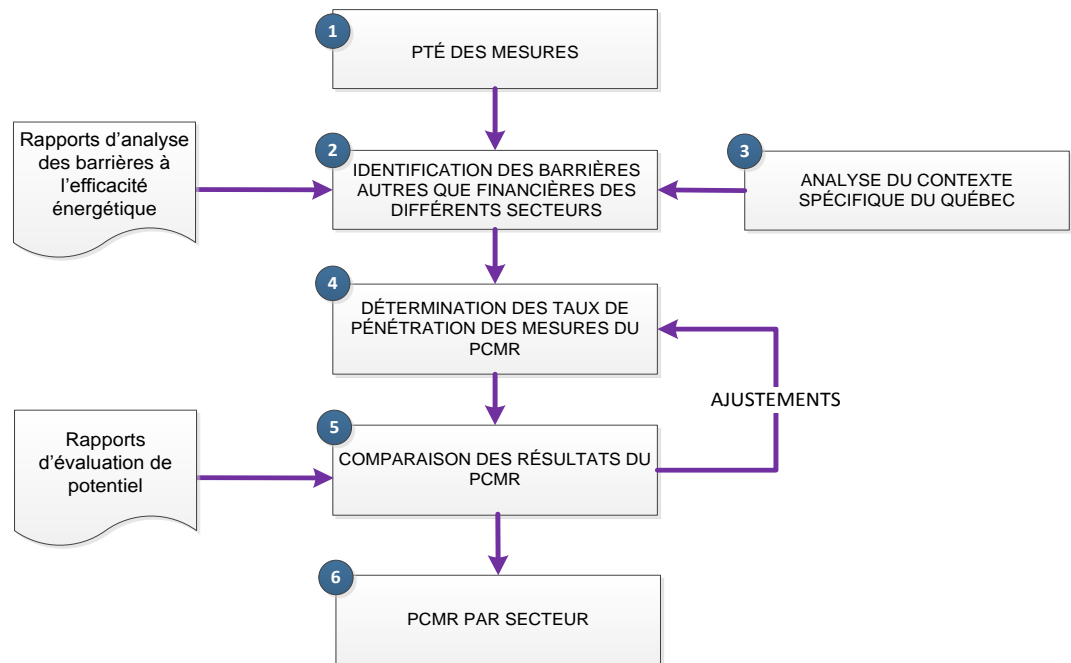 1
PTÉ DES MESURES
Rapports d'analyse
des barrières à
l'efficacité
énergétique
2
IDENTIFICATION DES BARRIÈRES
AUTRES QUE FINANCIÈRES DES
DIFFÉRENTS SECTEURS
3
ANALYSE DU CONTEXTE
SPÉCIFIQUE DU QUÉBEC
4
DÉTERMINATION DES TAUX DE
PÉNÉTRATION DES MESURES DU
PCMR
AJUSTEMENTS
Rapports
d'évaluation de
potentiel
5
COMPARAISON DES RÉSULTATS DU
PCMR
6
PCMR PAR SECTEUR